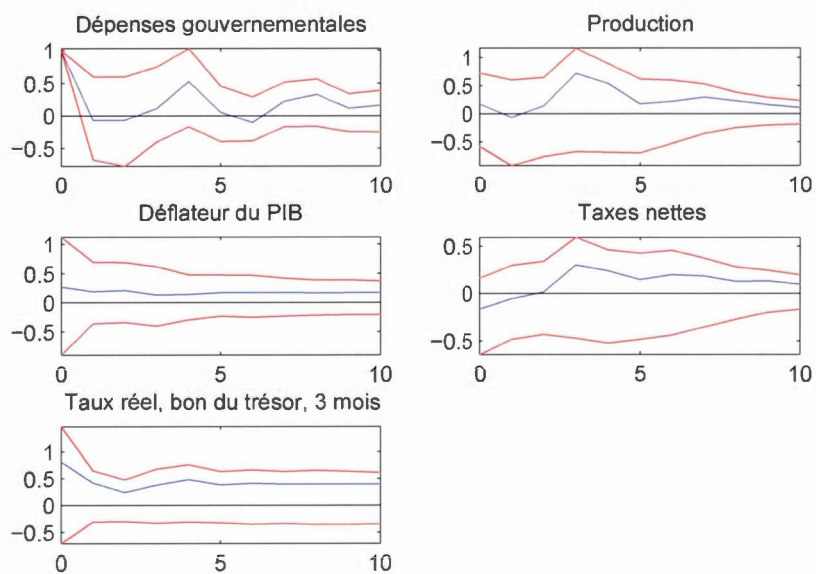 Dépenses gouvernementales
1
0.5
0
−0.5
0 5 10
Production
1
0.5
0
−0.5
0 5 10
Déflateur du PIB
1
0.5
0
−0.5
0 5 10
Taxes nettes
0.5
0
−0.5
0 5 10
Taux réel, bon du trésor, 3 mois
1
0.5
0
−0.5
0 5 10